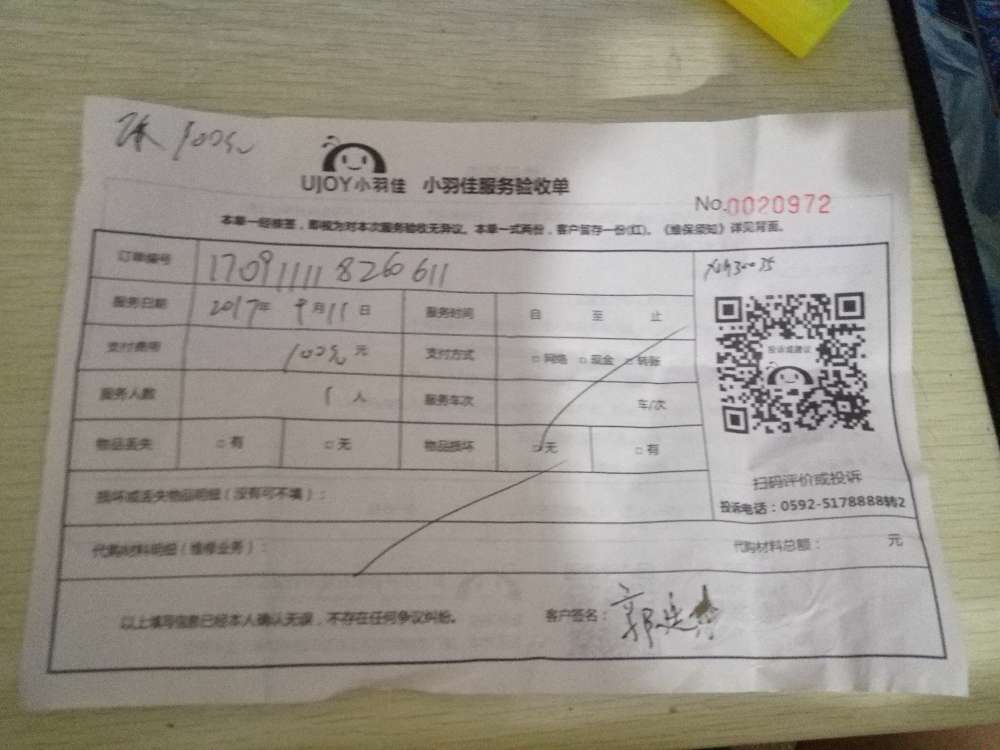 100元
UJOY小羽佳 小羽佳服务验收单
No.0020972
本单一经接签，即视为对本次服务验收无异议。本单一式两份，客户留存一份(红)。《维保须知》详见背面。
订单编号 170911118260611
服务日期 2017年 9月11日 服务时间 自 至 止
支付费用 100元 元 支付方式 □网络 □现金 □转账
投诉或建议
服务人数 1人 服务车次 车/次
物品丢失 □有 □无 物品损坏 □无 □有
扫码评价或投诉
损坏或丢失物品明细（没有可不填）：
投诉电话：0592-5178888转2
代购材料明细（维修业务）： 代购材料总额： 元
以上填写信息已经本人确认无误，不存在任何争议纠纷。 客户签名：郭